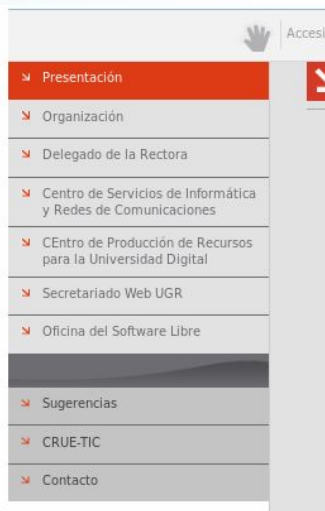 Accesi
Presentación
Organización
Delegado de la Rectora
Centro de Servicios de Informática
y Redes de Comunicaciones
CEntro de Producción de Recursos
para la Universidad Digital
Secretariado Web UGR
Oficina del Software Libre
Sugerencias
CRUE-TIC
Contacto